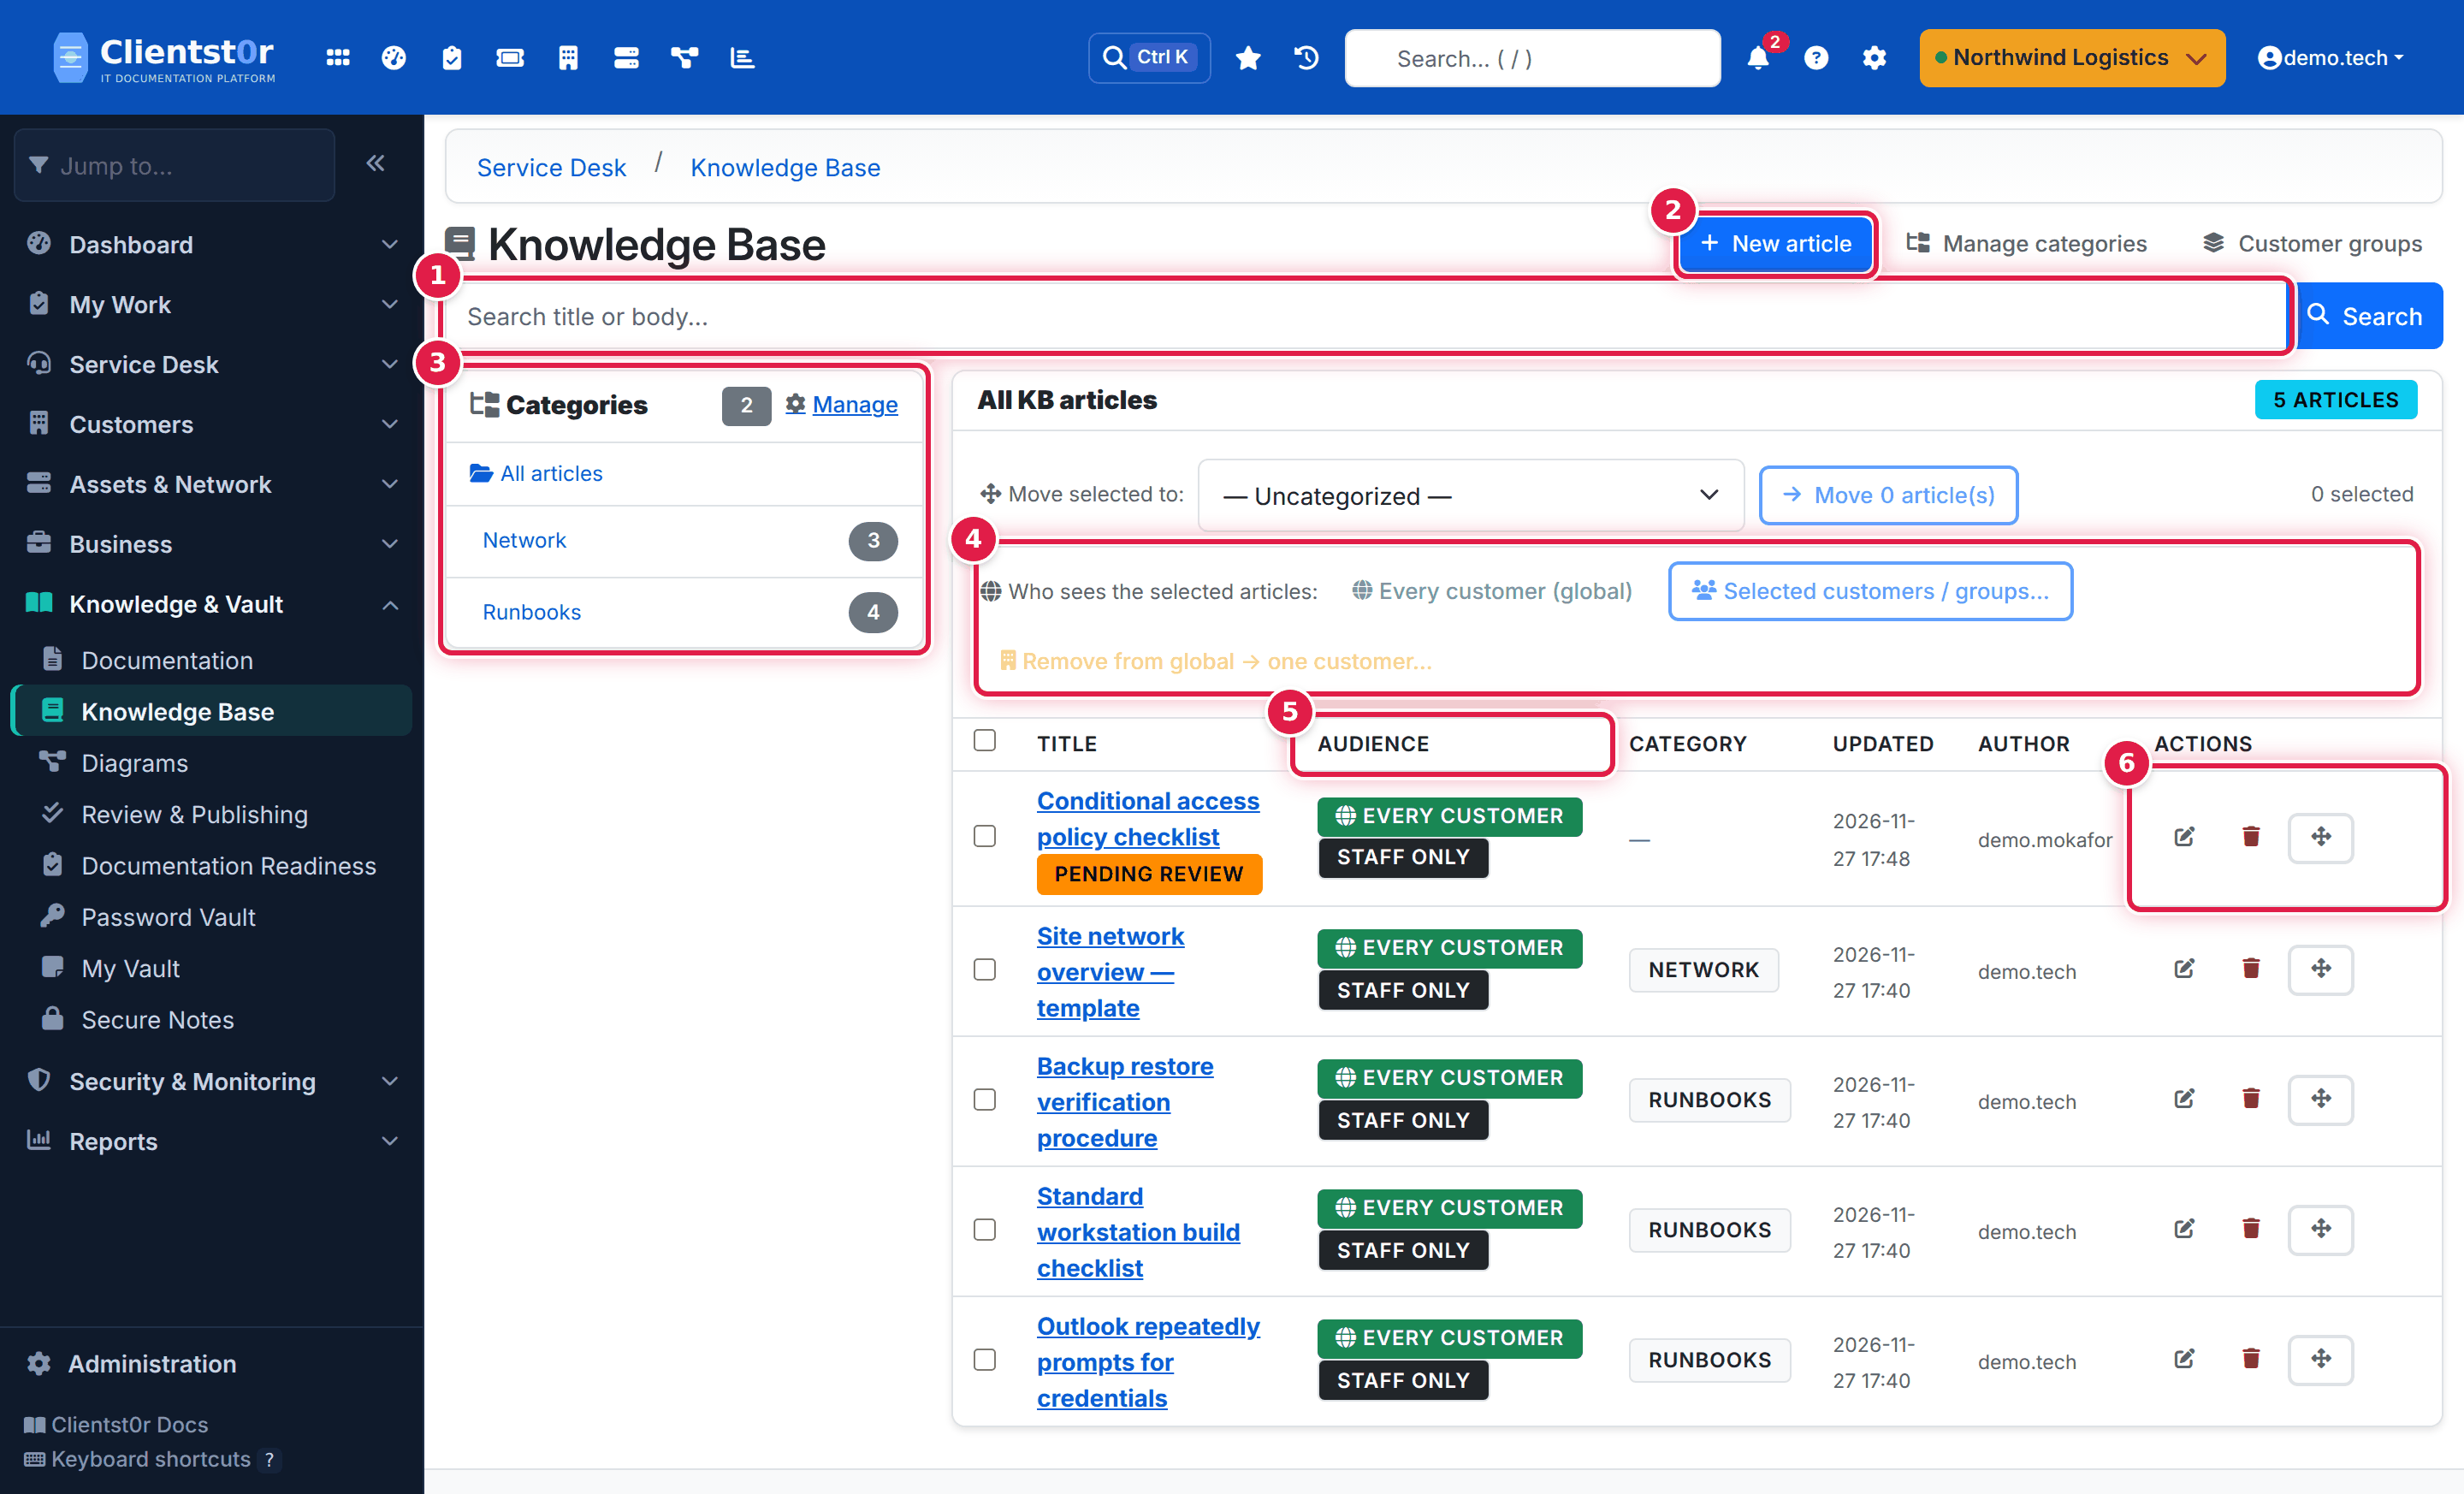 Clientst0r
IT DOCUMENTATION PLATFORM
Ctrl K
Search... ( / )
2
Northwind Logistics
demo.tech
Jump to...
Dashboard
My Work
Service Desk
Customers
Assets & Network
Business
Knowledge & Vault
Documentation
Knowledge Base
Diagrams
Review & Publishing
Documentation Readiness
Password Vault
My Vault
Secure Notes
Security & Monitoring
Reports
Administration
Clientst0r Docs
Keyboard shortcuts ?
Service Desk / Knowledge Base
Knowledge Base
2
+ New article
Manage categories
Customer groups
1
Search title or body...
Search
3
Categories 2 Manage
All articles
Network 3
Runbooks 4
All KB articles
5 ARTICLES
Move selected to: — Uncategorized — → Move 0 article(s) 0 selected
4
Who sees the selected articles: Every customer (global) Selected customers / groups...
Remove from global → one customer...
5
6
TITLE AUDIENCE CATEGORY UPDATED AUTHOR ACTIONS
Conditional access
policy checklist
PENDING REVIEW
EVERY CUSTOMER
STAFF ONLY
—
2026-11-
27 17:48
demo.mokafor
Site network
overview —
template
EVERY CUSTOMER
STAFF ONLY
NETWORK
2026-11-
27 17:40
demo.tech
Backup restore
verification
procedure
EVERY CUSTOMER
STAFF ONLY
RUNBOOKS
2026-11-
27 17:40
demo.tech
Standard
workstation build
checklist
EVERY CUSTOMER
STAFF ONLY
RUNBOOKS
2026-11-
27 17:40
demo.tech
Outlook repeatedly
prompts for
credentials
EVERY CUSTOMER
STAFF ONLY
RUNBOOKS
2026-11-
27 17:40
demo.tech